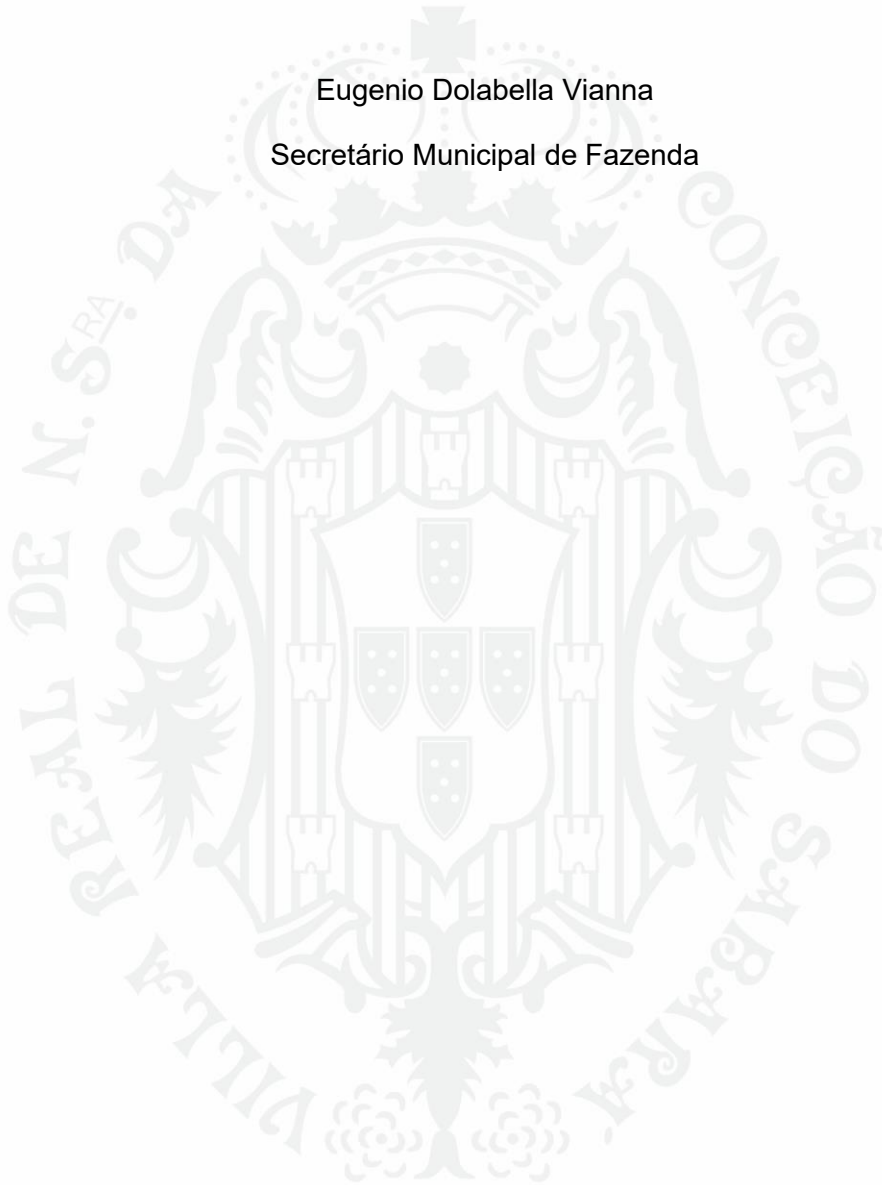 Eugenio Dolabella Vianna
Secretário Municipal de Fazenda
VILLA REAL DE N. SRA. DA CONCEIÇÃO DO SABARÁ